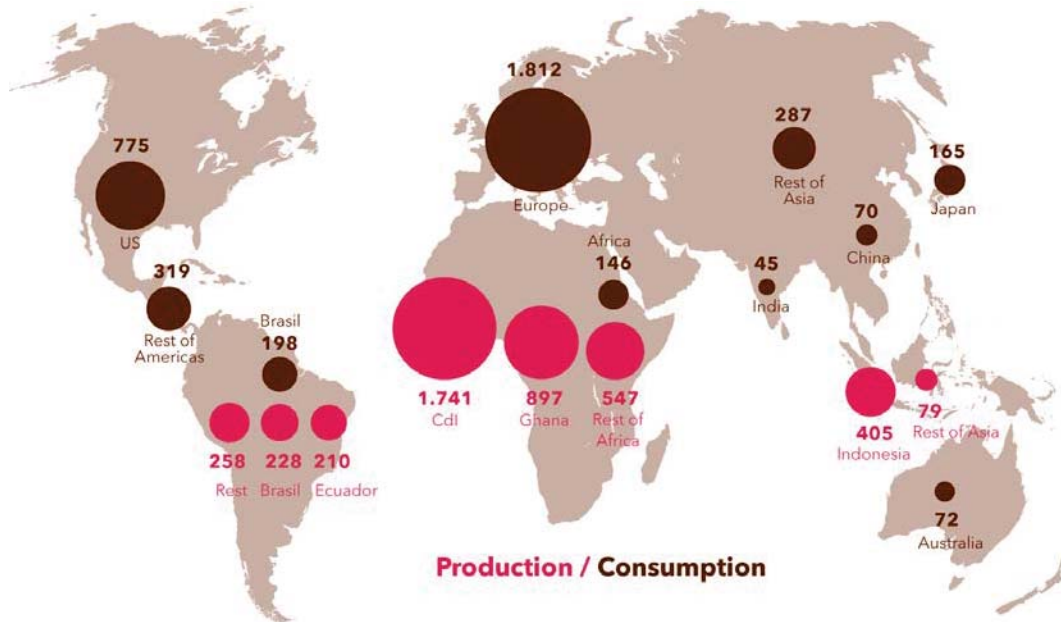 1.812
775
US
319
Rest of
Americas
Brasil
198
258
Rest
228
Brasil
210
Ecuador
Europe
Africa
146
1.741
CdI
897
Ghana
547
Rest of
Africa
287
Rest of
Asia
165
Japan
70
China
45
India
405
Indonesia
79
Rest of Asia
72
Australia
Production / Consumption